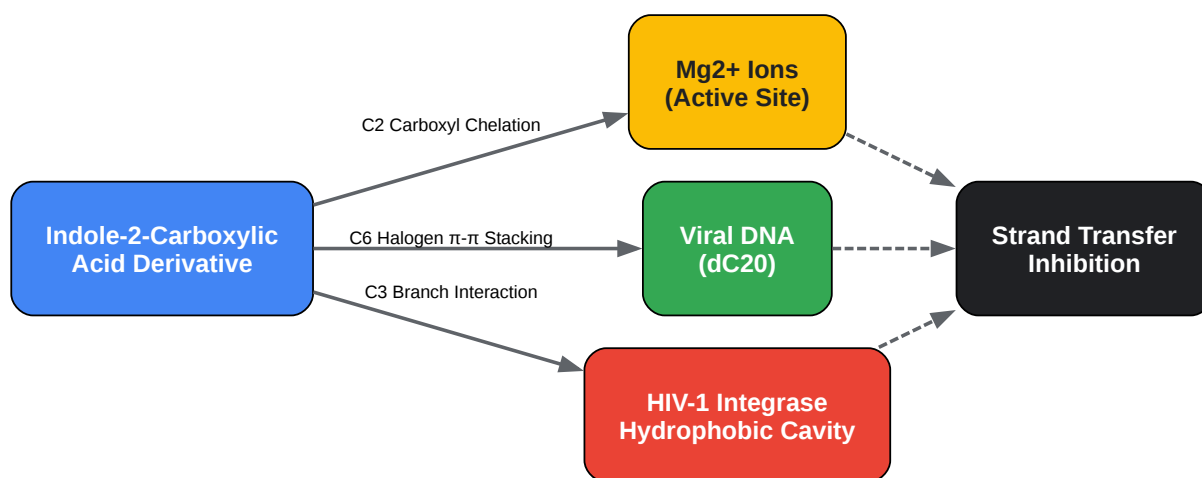 Mg2+ Ions
(Active Site)
C2 Carboxyl Chelation
Indole-2-Carboxylic
Acid Derivative
C6 Halogen π-π Stacking
Viral DNA
(dC20)
Strand Transfer
Inhibition
C3 Branch Interaction
HIV-1 Integrase
Hydrophobic Cavity